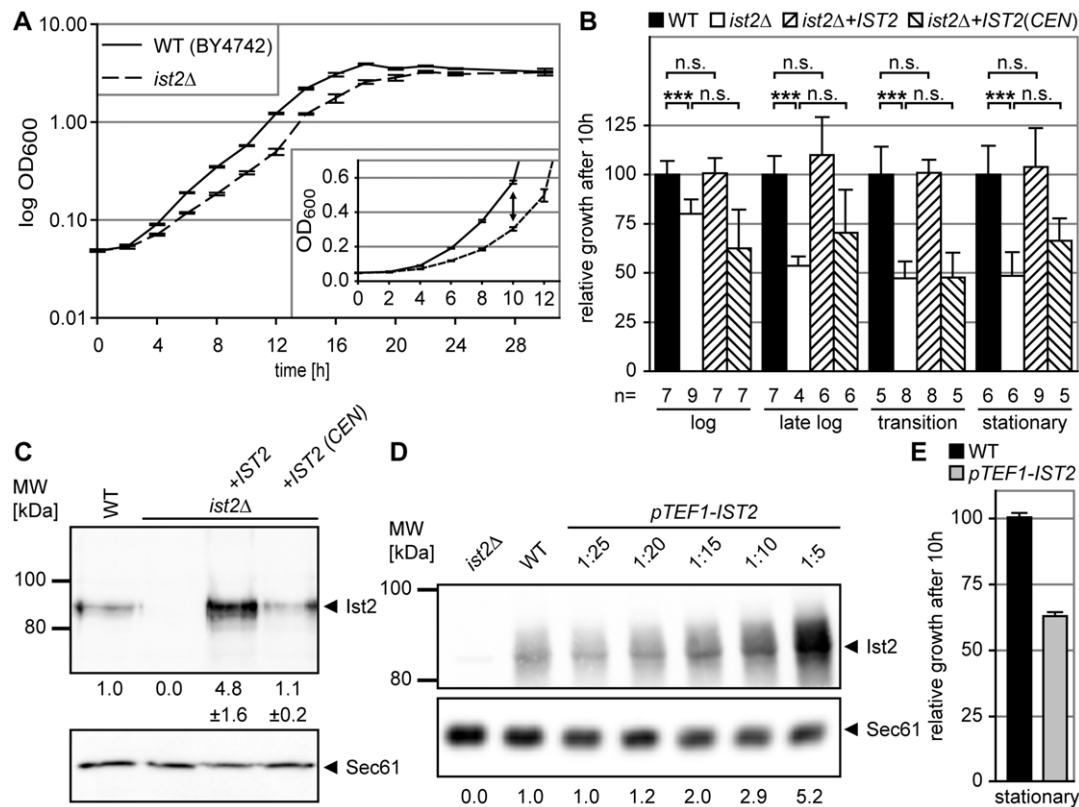 A
10.00
WT (BY4742)
ist2Δ
1.00
0.10
0.01
log OD600
0 4 8 12 16 20 24 28
time [h]
0.6
0.4
0.2
0.0
OD600
0 2 4 6 8 10 12
B
WT ist2Δ ist2Δ+IST2 ist2Δ+IST2(CEN)
n.s. n.s. n.s. n.s.
*** n.s. *** n.s. *** n.s. *** n.s.
125
100
75
50
25
0
relative growth after 10h
n= 7 9 7 7 7 4 6 6 5 8 8 5 6 6 9 5
log late log transition stationary
C
MW
[kDa]
WT
+IST2
+IST2 (CEN)
ist2Δ
100
80
Ist2
1.0 0.0 4.8 1.1
±1.6 ±0.2
Sec61
D
MW
[kDa]
pTEF1-IST2
ist2Δ WT 1:25 1:20 1:15 1:10 1:5
100
80
Ist2
Sec61
0.0 1.0 1.0 1.2 2.0 2.9 5.2
E
WT
pTEF1-IST2
100
75
50
25
0
relative growth after 10h
stationary